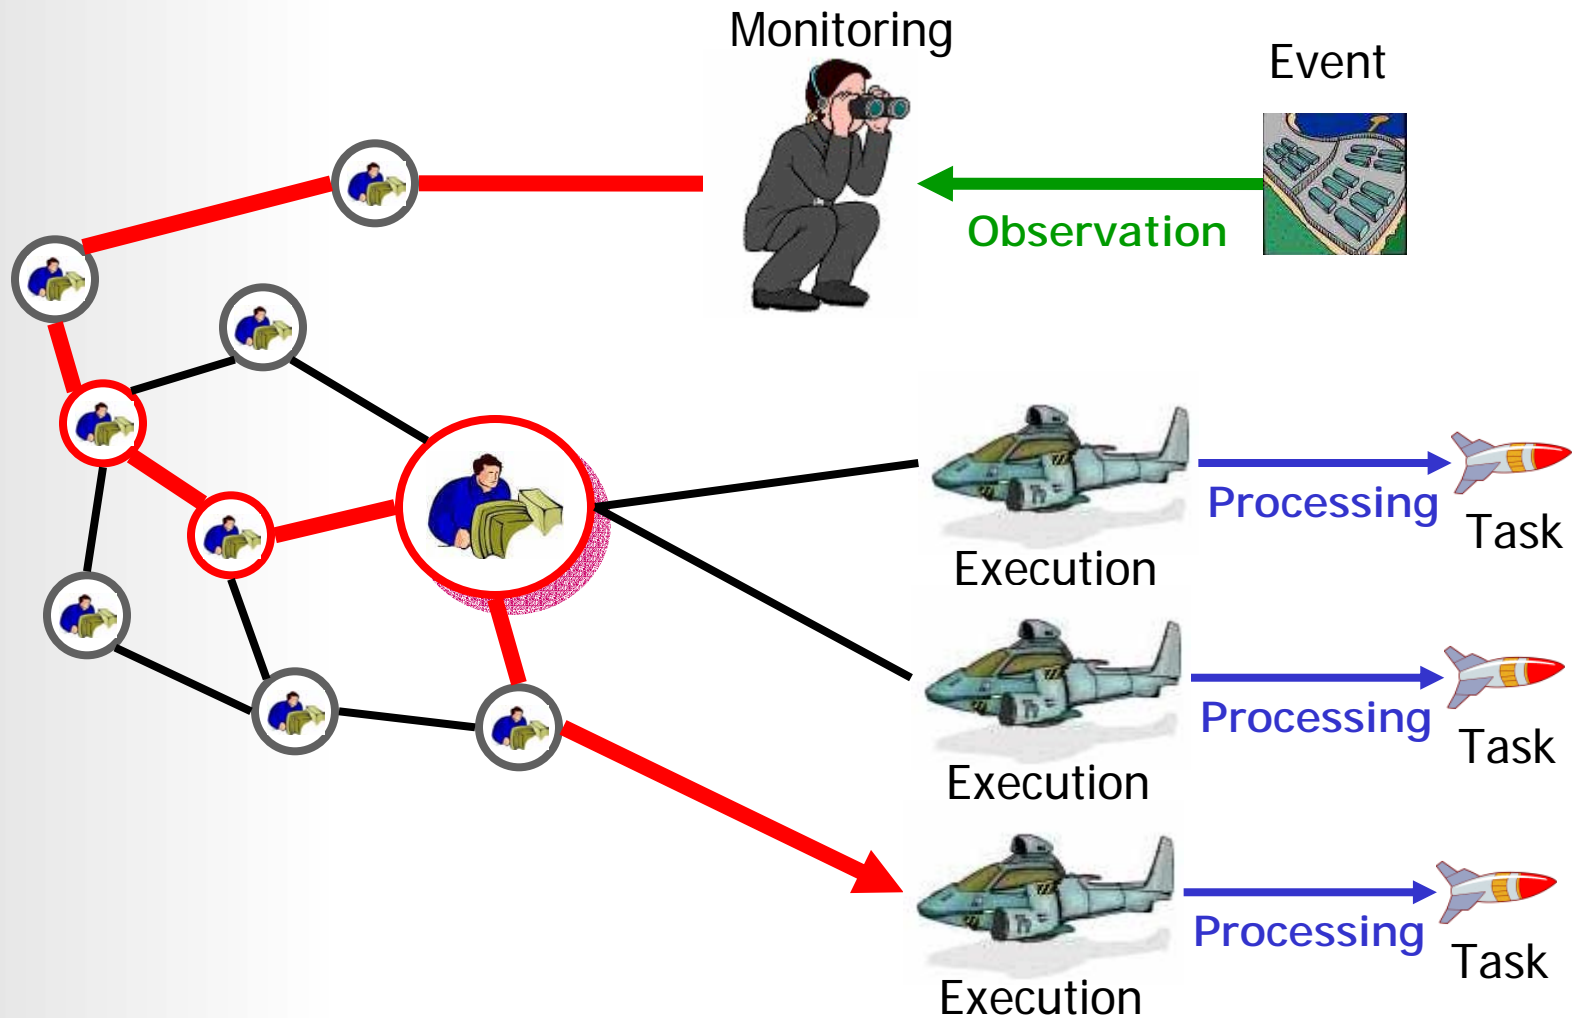 Monitoring
Event
Observation
Processing
Task
Execution
Processing
Task
Execution
Processing
Task
Execution